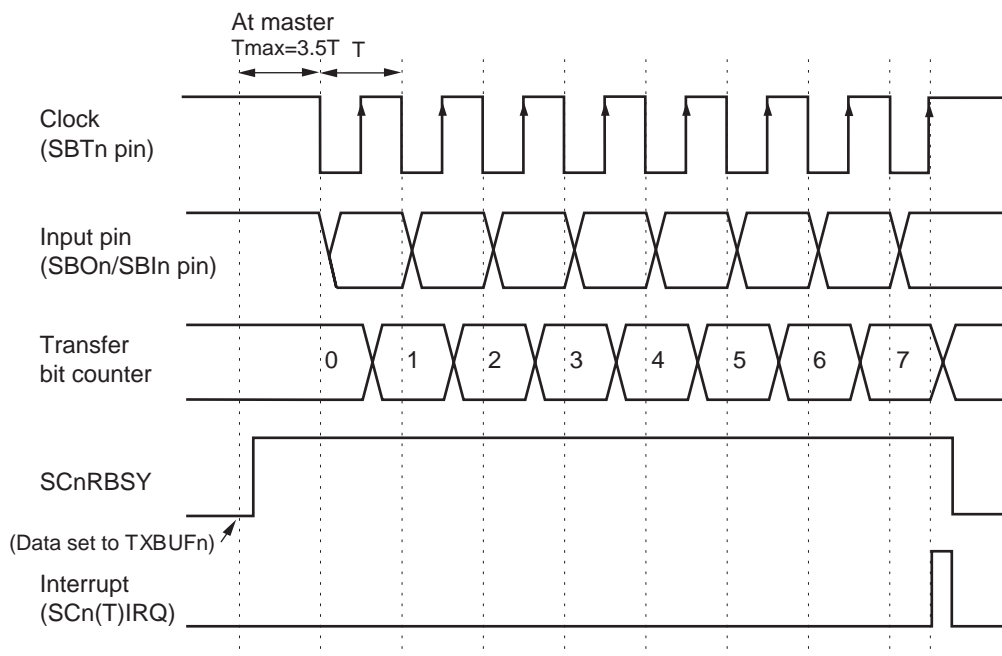 At master
Tmax=3.5T T
Clock
(SBTn pin)
Input pin
(SBOn/SBIn pin)
Transfer
bit counter
0 1 2 3 4 5 6 7
SCnRBSY
(Data set to TXBUFn)
Interrupt
(SCn(T)IRQ)